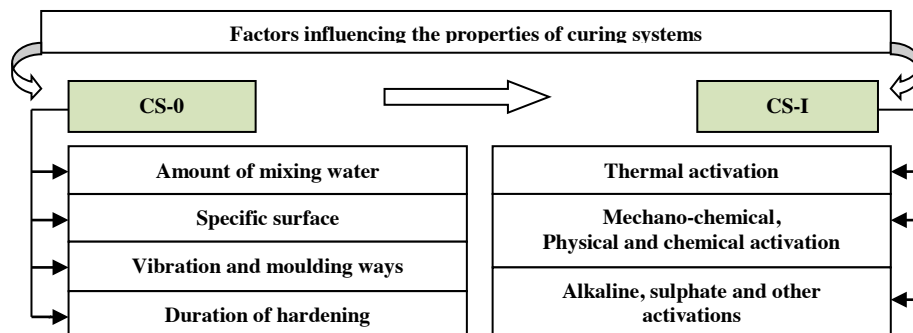 Factors influencing the properties of curing systems
CS-0
CS-I
Amount of mixing water
Specific surface
Vibration and moulding ways
Duration of hardening
Thermal activation
Mechano-chemical,
Physical and chemical activation
Alkaline, sulphate and other
activations